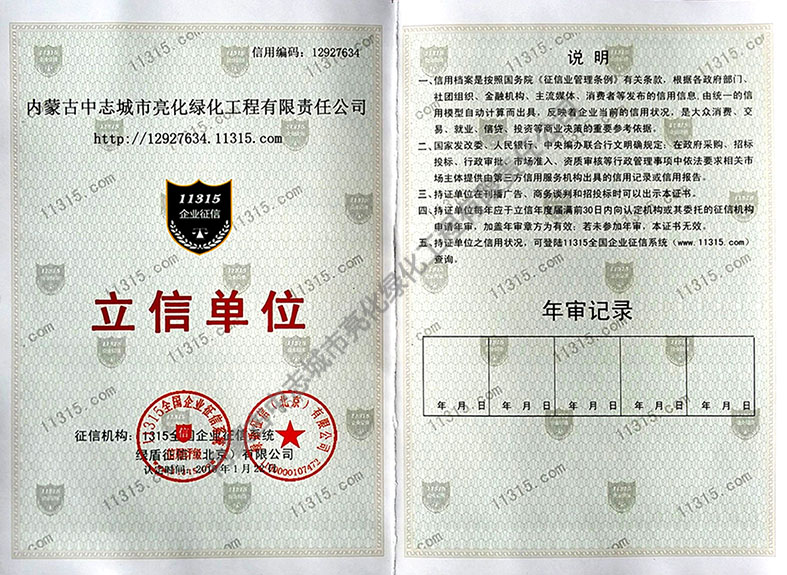 信用编码：12927634
内蒙古中志城市亮化绿化工程有限责任公司
http://12927634.11315.com
11315
企业征信
立信单位
征信机构：11315全国企业征信系统
绿盾征信（北京）有限公司
认定时间：2015年1月22日
说 明
一、信用档案是按照国务院《征信业管理条例》有关条款，根据各政府部门、
社团组织、金融机构、主流媒体、消费者等发布的信用信息，由统一的信
用模型自动计算而出具，反映着企业当前的信用状况，是大众消费、交
易、就业、信贷、投资等商业决策的重要参考依据。
二、国家发改委、人民银行、中央编办联合行文明确规定：在政府采购、招标
投标、行政审批、市场准入、资质审核等行政管理事项中依法要求相关市
场主体提供由第三方信用服务机构出具的信用记录或信用报告。
三、持证单位在刊播广告、商务谈判和招投标时可以出示本证书。
四、持证单位每年应于立信年度届满前30日内向认定机构或其委托的征信机构
申请年审，加盖年审章方为有效；若未参加年审，本证书无效。
五、持证单位之信用状况，可登陆11315全国企业征信系统（www.11315.com）
查询。
年审记录
年 月 日 年 月 日 年 月 日 年 月 日 年 月 日